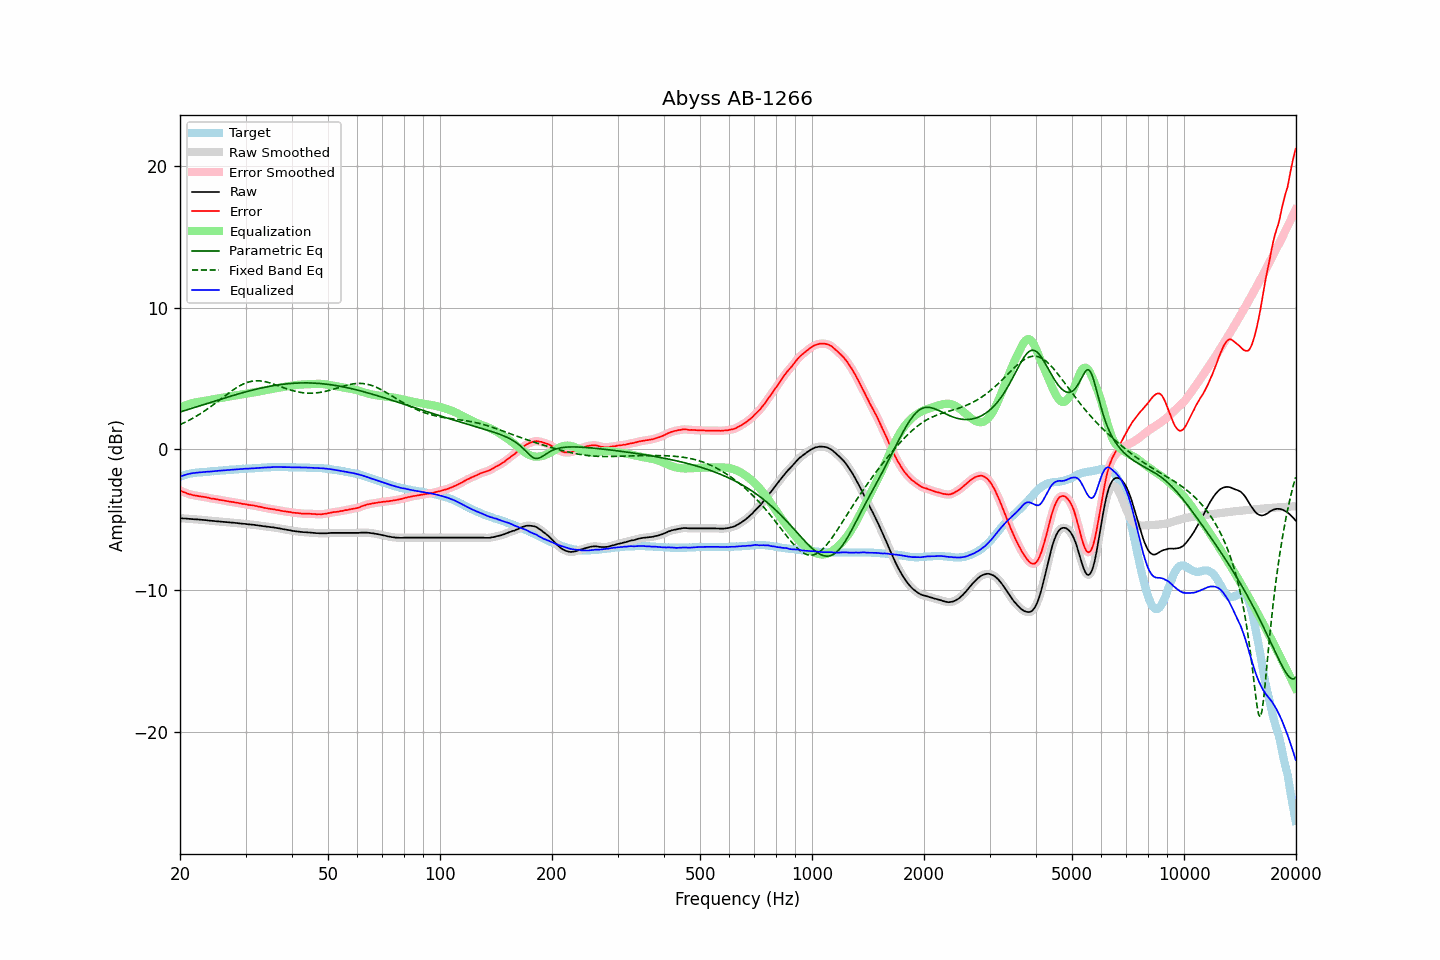 Abyss AB-1266
Target
Raw Smoothed
Error Smoothed
Raw
Error
Equalization
Parametric Eq
Fixed Band Eq
Equalized
20
10
0
−10
−20
Amplitude (dBr)
20 50 100 200 500 1000 2000 5000 10000 20000
Frequency (Hz)